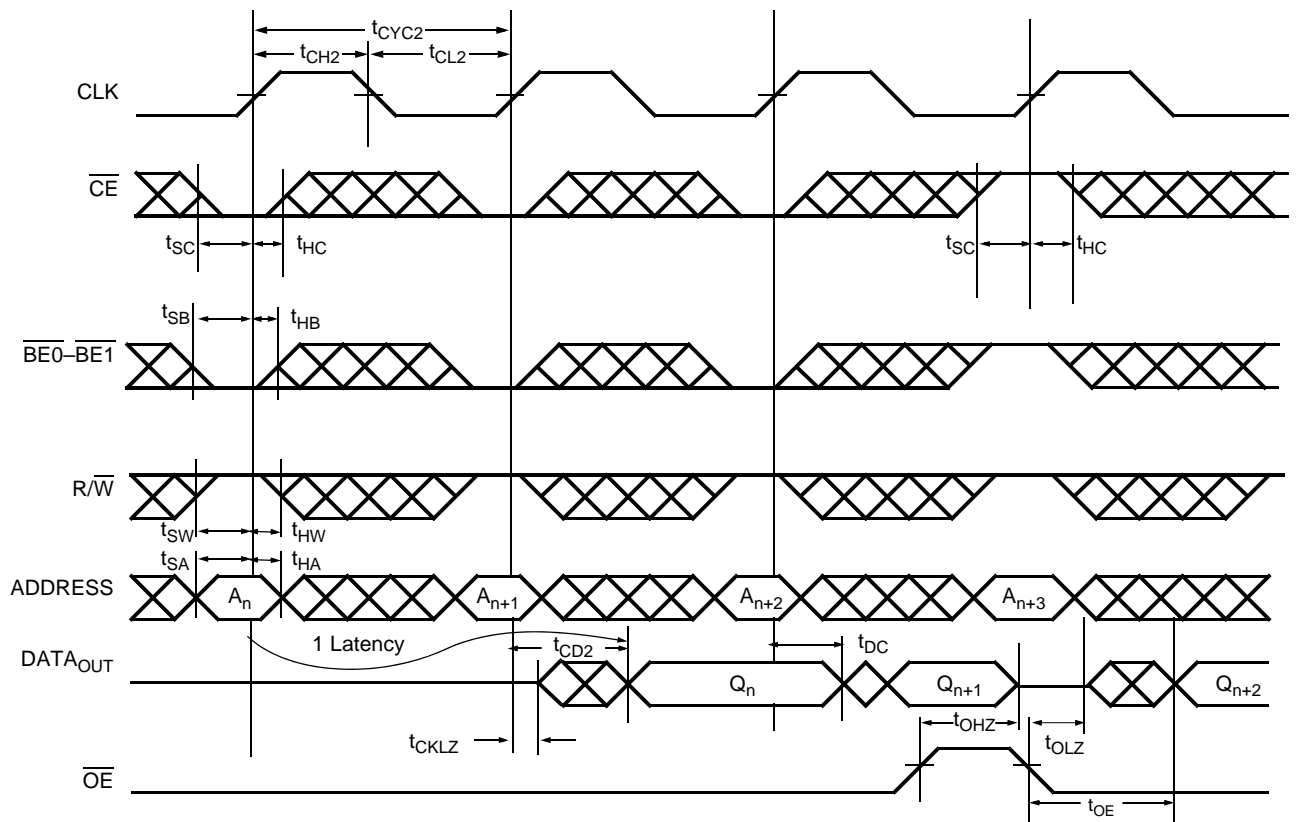 tCYC2
tCH2 tCL2
CLK
CE
tSC tHC tSC tHC
tSB tHB
BE0–BE1
R/W
tSW tHW
tSA tHA
ADDRESS An An+1 An+2 An+3
1 Latency tCD2 tDC
DATAOUT Qn Qn+1 Qn+2
tOHZ
tCKLZ tOLZ
OE
tOE